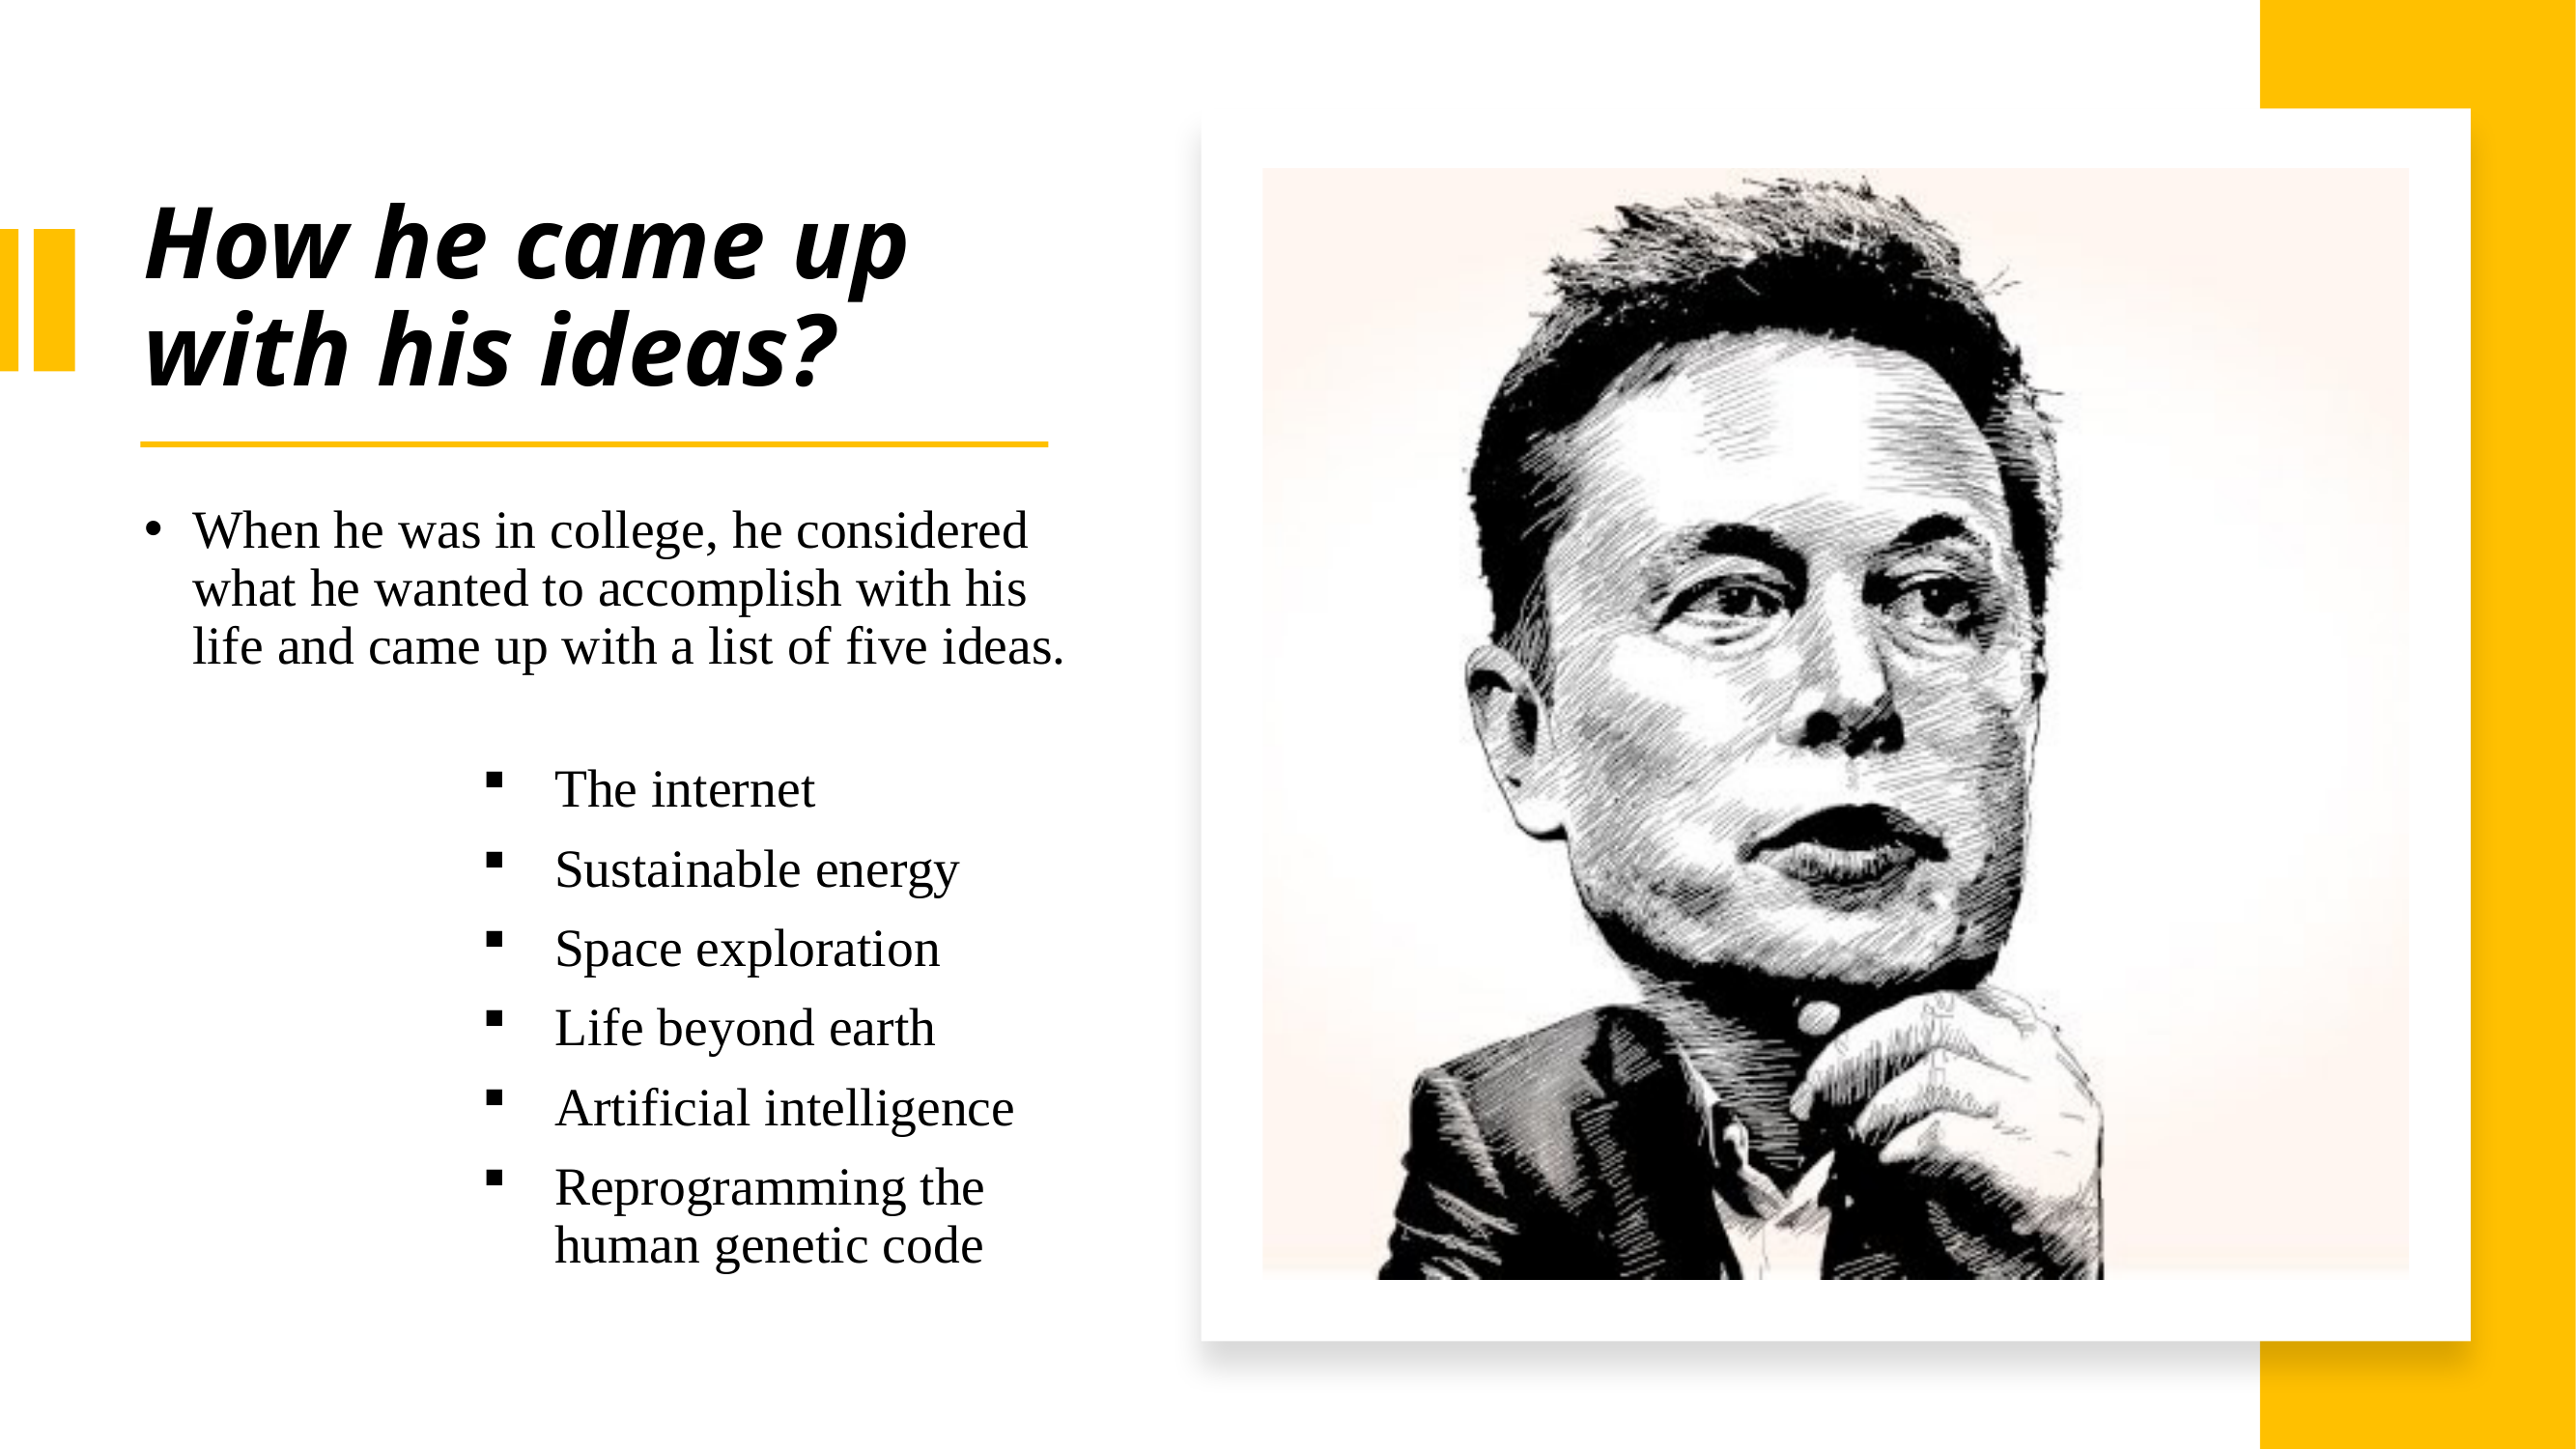 How he came up
with his ideas?
• When he was in college, he considered
what he wanted to accomplish with his
life and came up with a list of five ideas.
▪ The internet
▪ Sustainable energy
▪ Space exploration
▪ Life beyond earth
▪ Artificial intelligence
▪ Reprogramming the
human genetic code